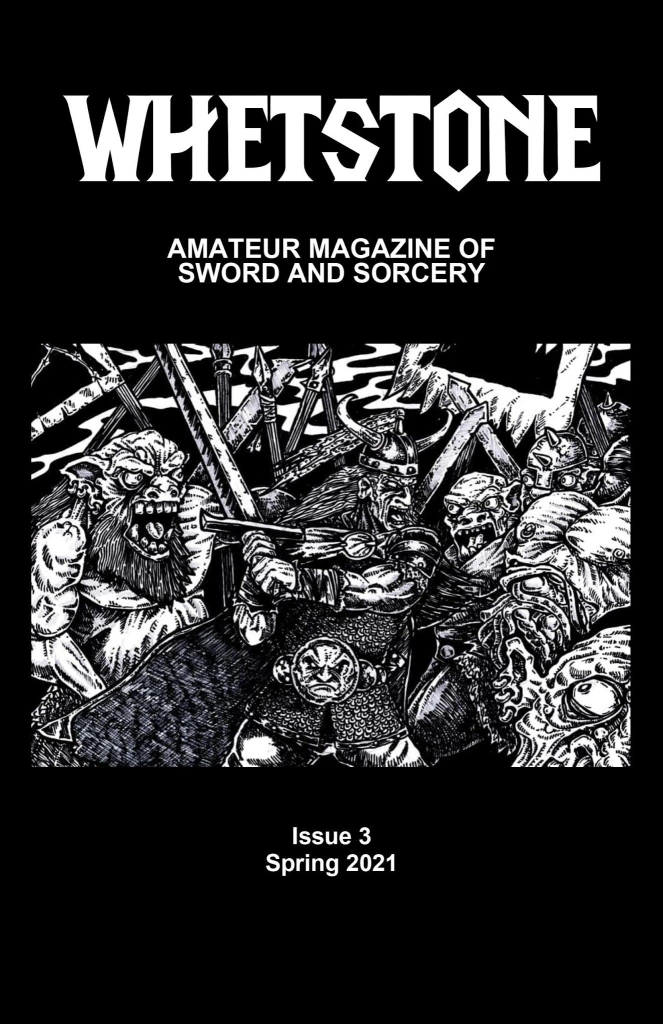 WHETSTONE
AMATEUR MAGAZINE OF
SWORD AND SORCERY
Issue 3
Spring 2021